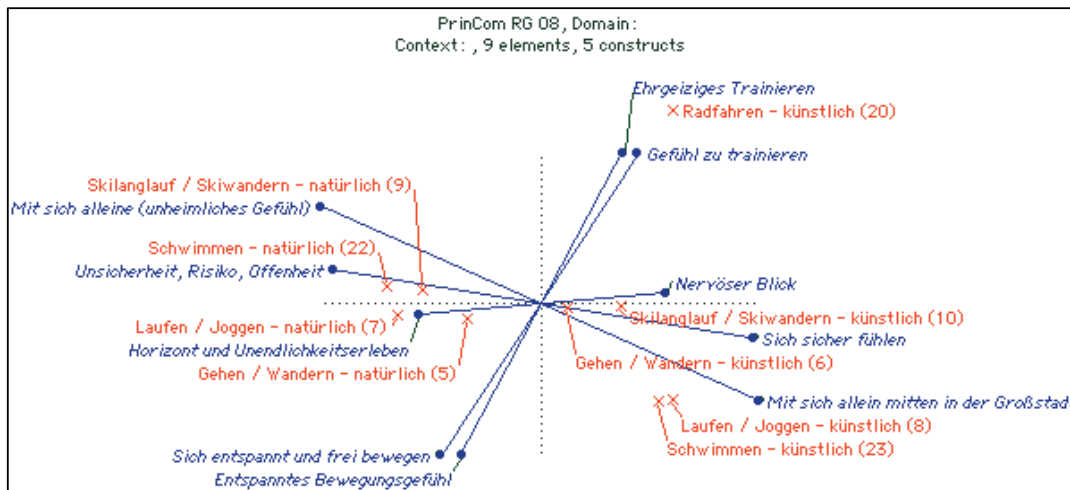 PrinCom RG 08, Domain:
Context: , 9 elements, 5 constructs
Ehrgeiziges Trainieren
Radfahren - künstlich (20)
Gefühl zu trainieren
Skilanglauf / Skiwandern - natürlich (9)
Mit sich alleine (unheimliches Gefühl)
Schwimmen - natürlich (22)
Unsicherheit, Risiko, Offenheit
Nervöser Blick
Laufen / Joggen - natürlich (7)
Skilanglauf / Skiwandern - künstlich (10)
Horizont und Unendlichkeitserleben
Sich sicher fühlen
Gehen / Wandern - natürlich (5)
Gehen / Wandern - künstlich (6)
Mit sich allein mitten in der Großstad
Laufen / Joggen - künstlich (8)
Schwimmen - künstlich (23)
Sich entspannt und frei bewegen
Entspanntes Bewegungsgefühl